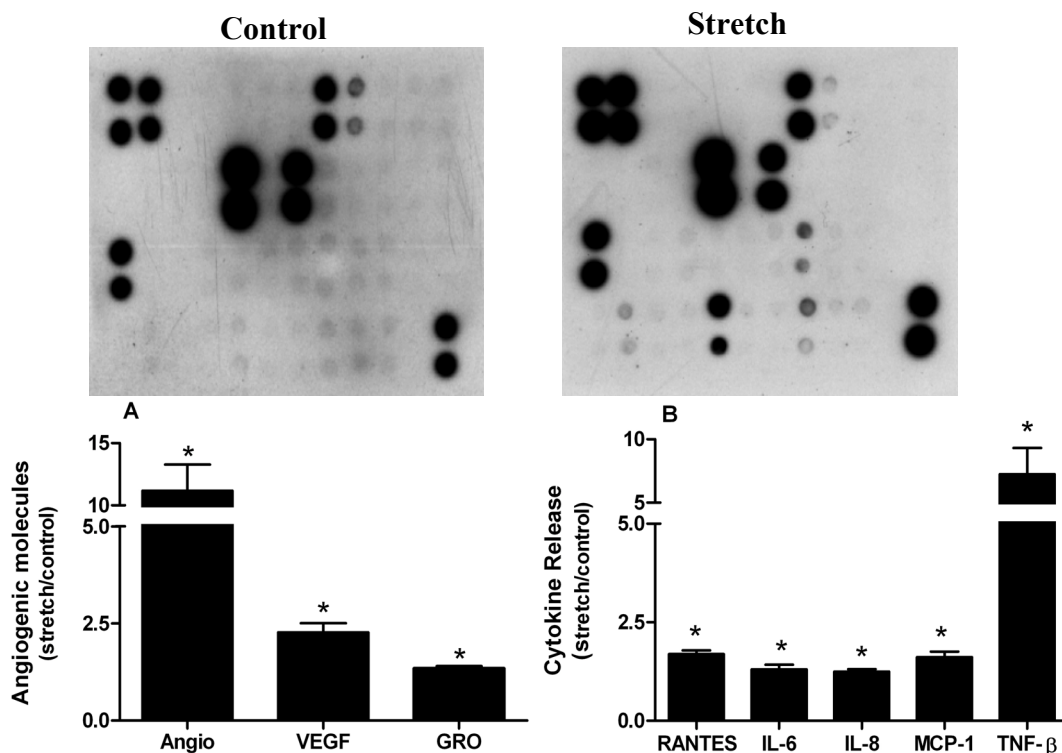 Control
Stretch
A
Angiogenic molecules
(stretch/control)
15
10
5.0
2.5
0.0
*
*
*
Angio
VEGF
GRO
B
Cytokine Release
(stretch/control)
10
5
5.0
2.5
0.0
*
*
*
*
*
RANTES
IL-6
IL-8
MCP-1
TNF-β